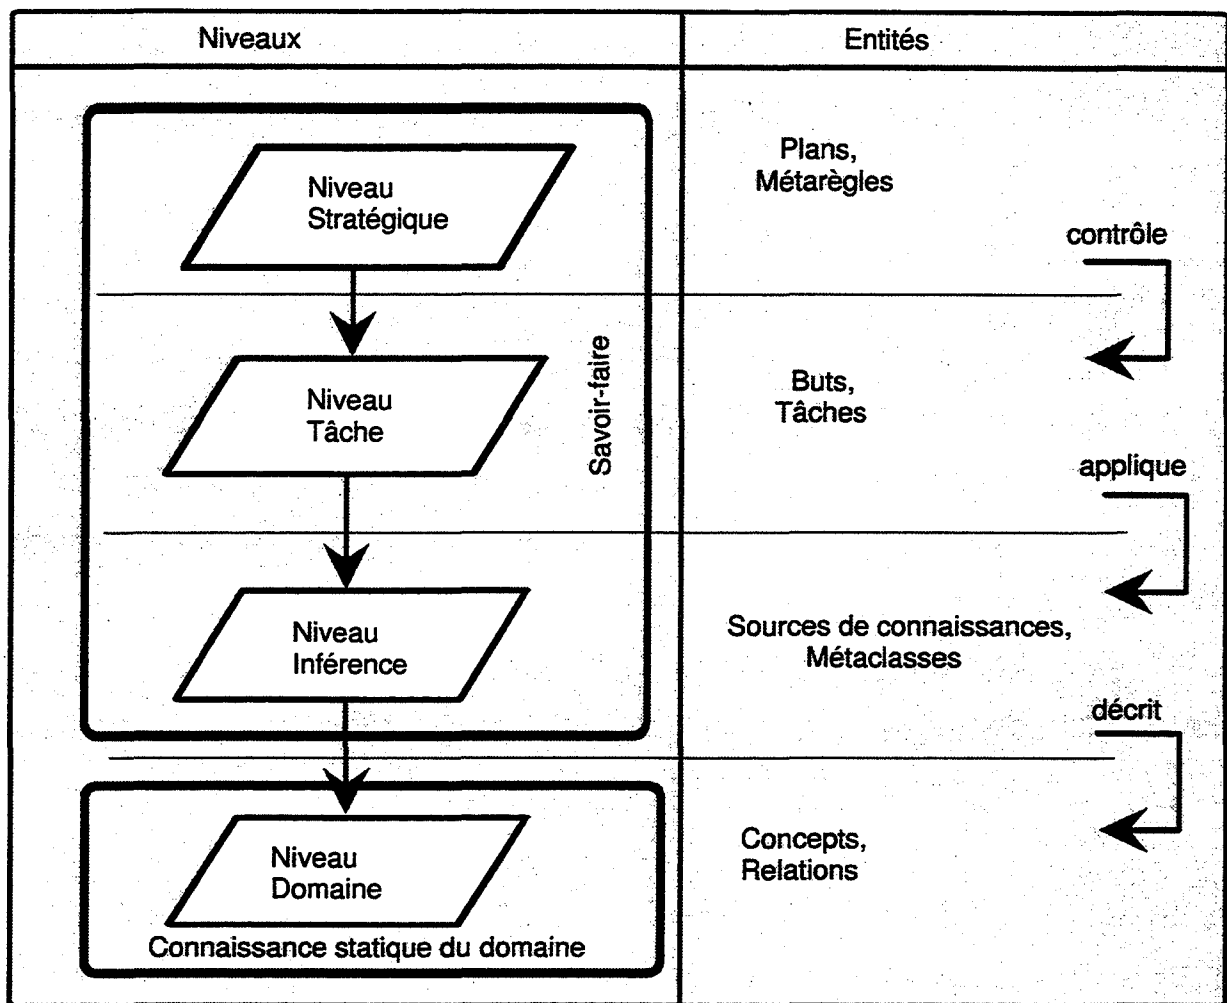 Niveaux
Entités
Niveau
Stratégique
Plans,
Métarègles
contrôle
Niveau
Tâche
Savoir-faire
Buts,
Tâches
applique
Niveau
Inférence
Sources de connaissances,
Métaclasses
décrit
Niveau
Domaine
Concepts,
Relations
Connaissance statique du domaine